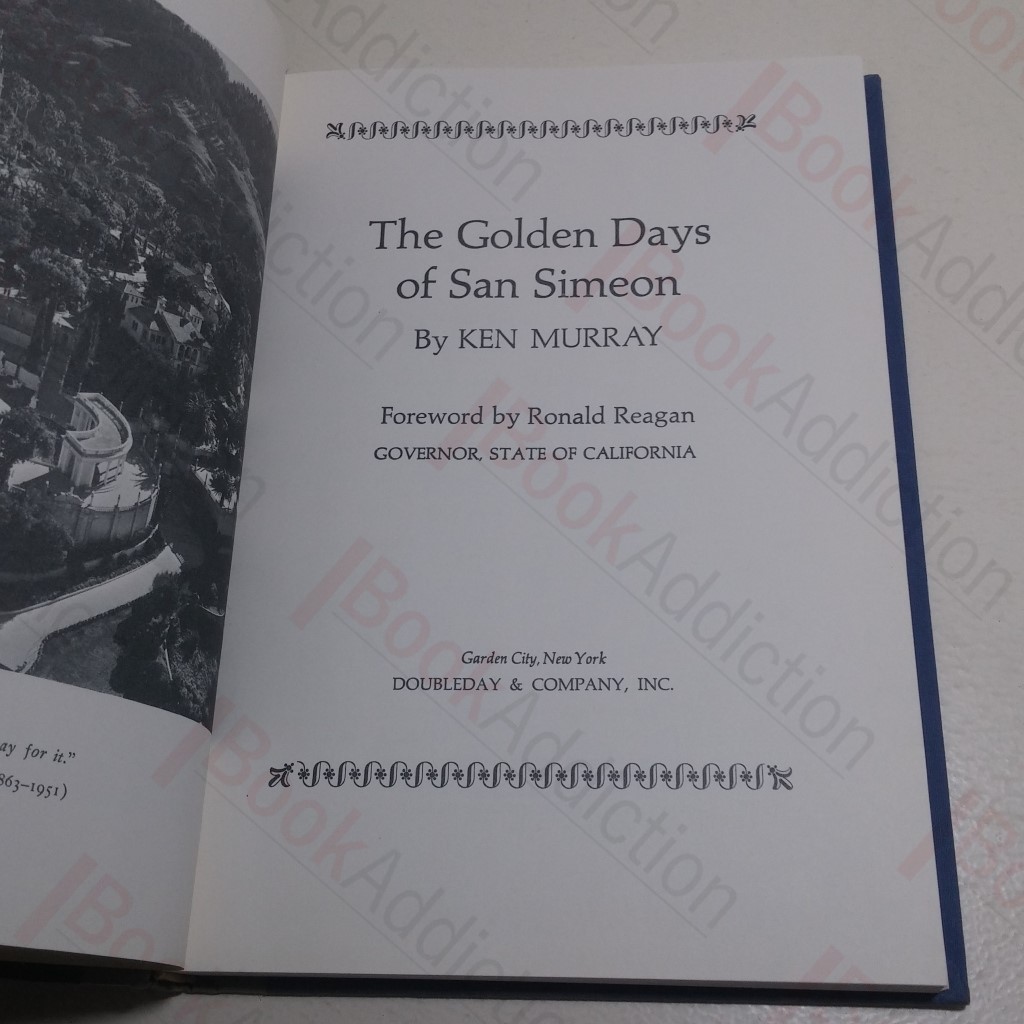 ay for it."
863–1951)
The Golden Days
of San Simeon
By KEN MURRAY
Foreword by Ronald Reagan
GOVERNOR, STATE OF CALIFORNIA
Garden City, New York
DOUBLEDAY & COMPANY, INC.
BookAddiction